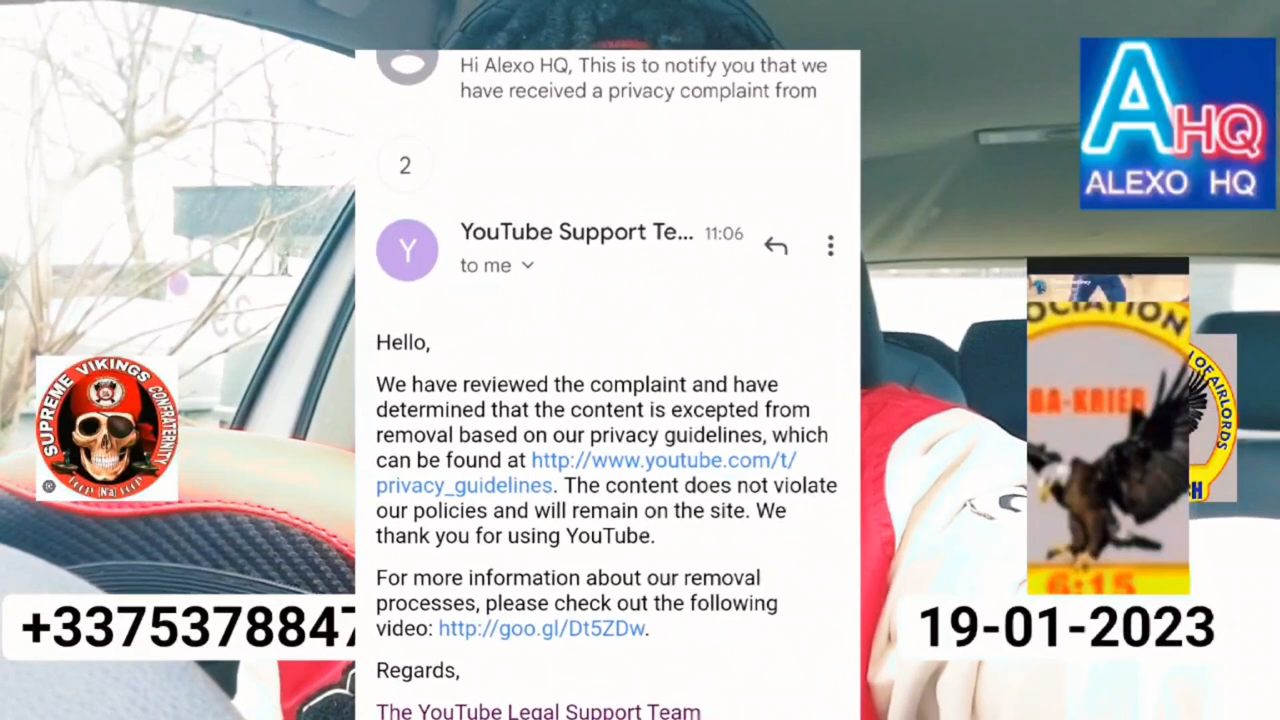 Hi Alexo HQ, This is to notify you that we
have received a privacy complaint from
2
Y
YouTube Support Te... 11:06
to me
Hello,
We have reviewed the complaint and have
determined that the content is excepted from
removal based on our privacy guidelines, which
can be found at http://www.youtube.com/t/
privacy_guidelines. The content does not violate
our policies and will remain on the site. We
thank you for using YouTube.
For more information about our removal
processes, please check out the following
video: http://goo.gl/Dt5ZDw.
Regards,
The YouTube Legal Support Team
A HQ
ALEXO HQ
SUPREME VIKINGS CONFRATERNITY
OCIATION
BA-KRIER
6:15
LOFAIRLORDS
H
+3375378847
19-01-2023